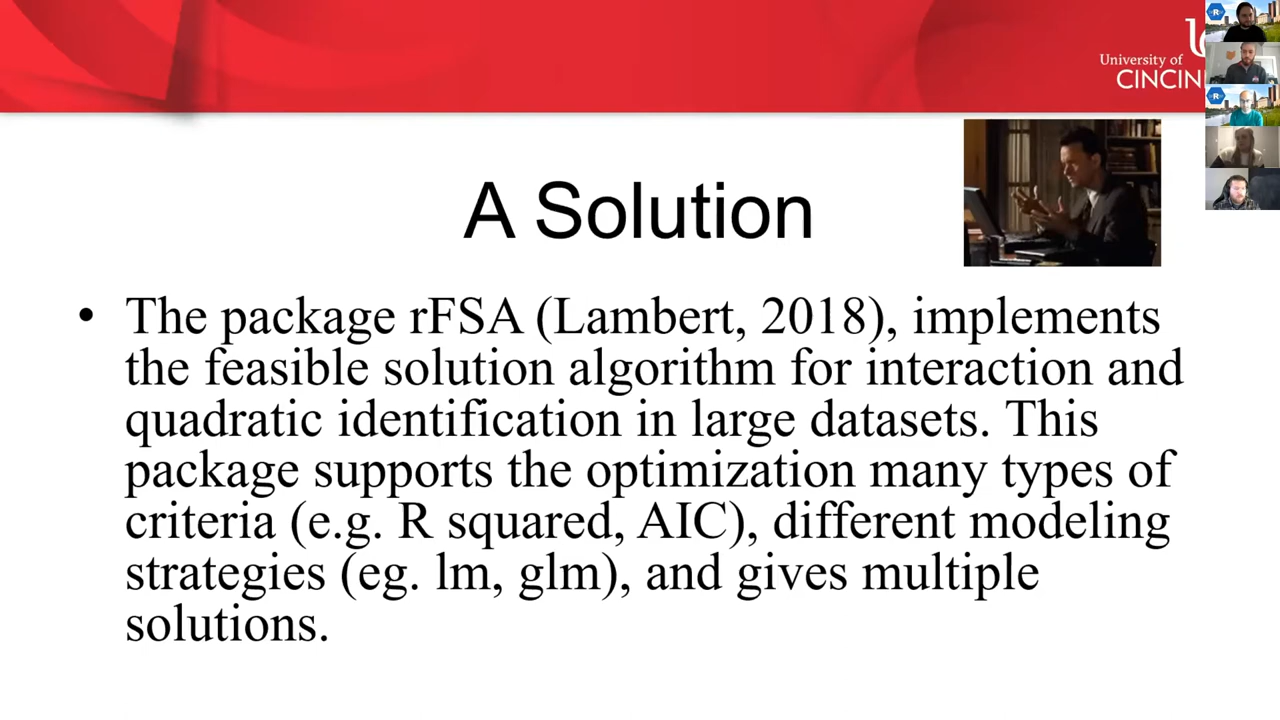 University of
A Solution
• The package rFSA (Lambert, 2018), implements
the feasible solution algorithm for interaction and
quadratic identification in large datasets. This
package supports the optimization many types of
criteria (e.g. R squared, AIC), different modeling
strategies (eg. lm, glm), and gives multiple
solutions.